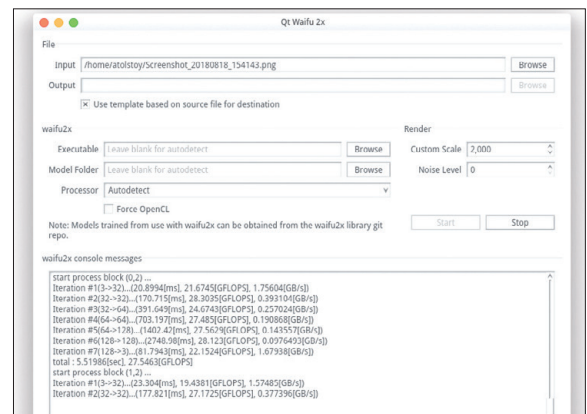 Qt Waifu 2x
File
Input /home/atolstoy/Screenshot_20180818_154143.png Browse
Output Browse
Use template based on source file for destination
waifu2x Render
Executable Leave blank for autodetect Browse Custom Scale 2,000
Model Folder Leave blank for autodetect Browse Noise Level 0
Processor Autodetect
Force OpenCL
Note: Models trained from use with waifu2x can be obtained from the waifu2x library git Start Stop
repo.
waifu2x console messages
start process block (0,2) ...
Iteration #1(3->32)...(20.8994[ms], 21.6745[GFLOPS], 1.75604[GB/s])
Iteration #2(32->32)...(170.715[ms], 28.3035[GFLOPS], 0.393104[GB/s])
Iteration #3(32->64)...(391.649[ms], 24.6743[GFLOPS], 0.257024[GB/s])
Iteration #4(64->64)...(703.197[ms], 27.485[GFLOPS], 0.190868[GB/s])
Iteration #5(64->128)...(1402.42[ms], 27.5629[GFLOPS], 0.143557[GB/s])
Iteration #6(128->128)...(2748.98[ms], 28.123[GFLOPS], 0.0976493[GB/s])
Iteration #7(128->3)...(81.7943[ms], 22.1524[GFLOPS], 1.67938[GB/s])
total : 5.51986[sec], 27.5463[GFLOPS]
start process block (1,2) ...
Iteration #1(3->32)...(23.304[ms], 19.4381[GFLOPS], 1.57485[GB/s])
Iteration #2(32->32)...(177.821[ms], 27.1725[GFLOPS], 0.377396[GB/s])